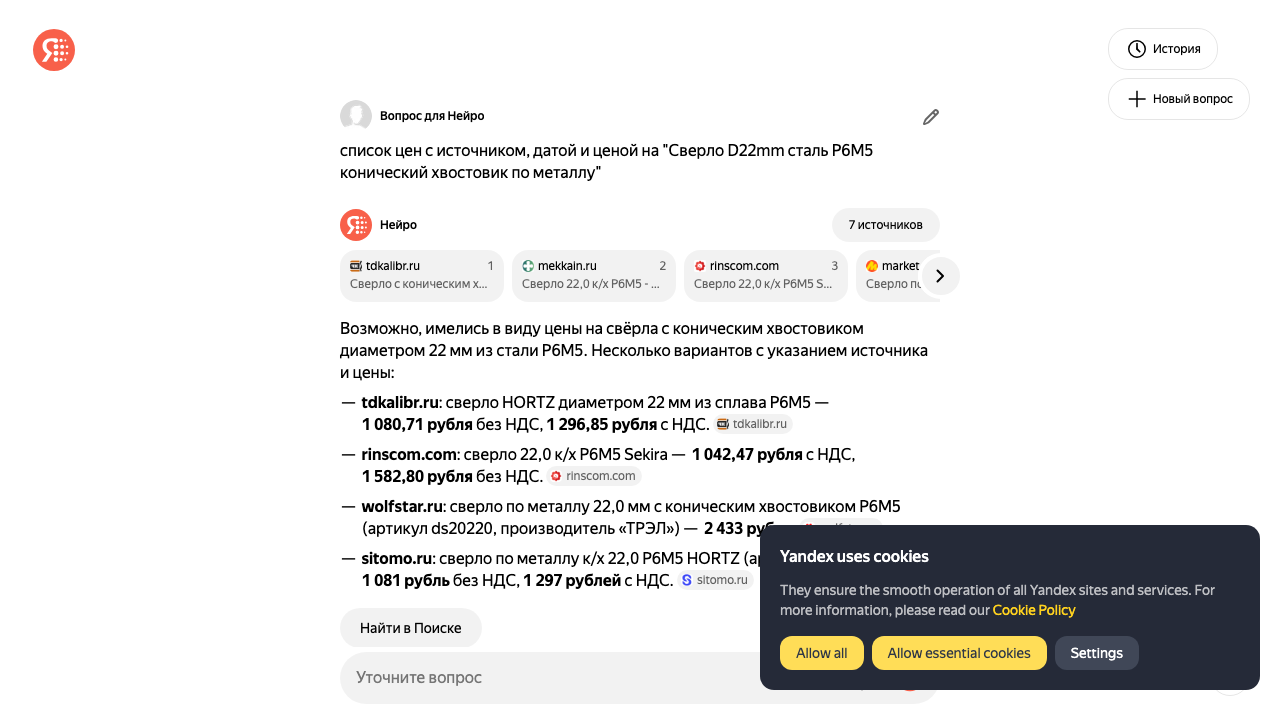 История
Новый вопрос
Вопрос для Нейро
список цен с источником, датой и ценой на "Сверло D22mm сталь Р6М5
конический хвостовик по металлу"
Нейро
7 источников
tdkalibr.ru 1
Сверло с коническим х...
mekkain.ru 2
Сверло 22,0 к/х Р6М5 - ...
rinscom.com 3
Сверло 22,0 к/х Р6М5 S...
market
Сверло по
Возможно, имелись в виду цены на свёрла с коническим хвостовиком
диаметром 22 мм из стали Р6М5. Несколько вариантов с указанием источника
и цены:
— tdkalibr.ru: сверло HORTZ диаметром 22 мм из сплава Р6М5 —
1 080,71 рубля без НДС, 1 296,85 рубля с НДС. tdkalibr.ru
— rinscom.com: сверло 22,0 к/х Р6М5 Sekira — 1 042,47 рубля с НДС,
1 582,80 рубля без НДС. rinscom.com
— wolfstar.ru: сверло по металлу 22,0 мм с коническим хвостовиком Р6М5
(артикул ds20220, производитель «ТРЭЛ») — 2 433
— sitomo.ru: сверло по металлу к/х 22,0 Р6М5 HORTZ
1 081 рубль без НДС, 1 297 рублей с НДС. sitomo.ru
Найти в Поиске
Уточните вопрос
Yandex uses cookies
They ensure the smooth operation of all Yandex sites and services. For
more information, please read our Cookie Policy
Allow all
Allow essential cookies
Settings